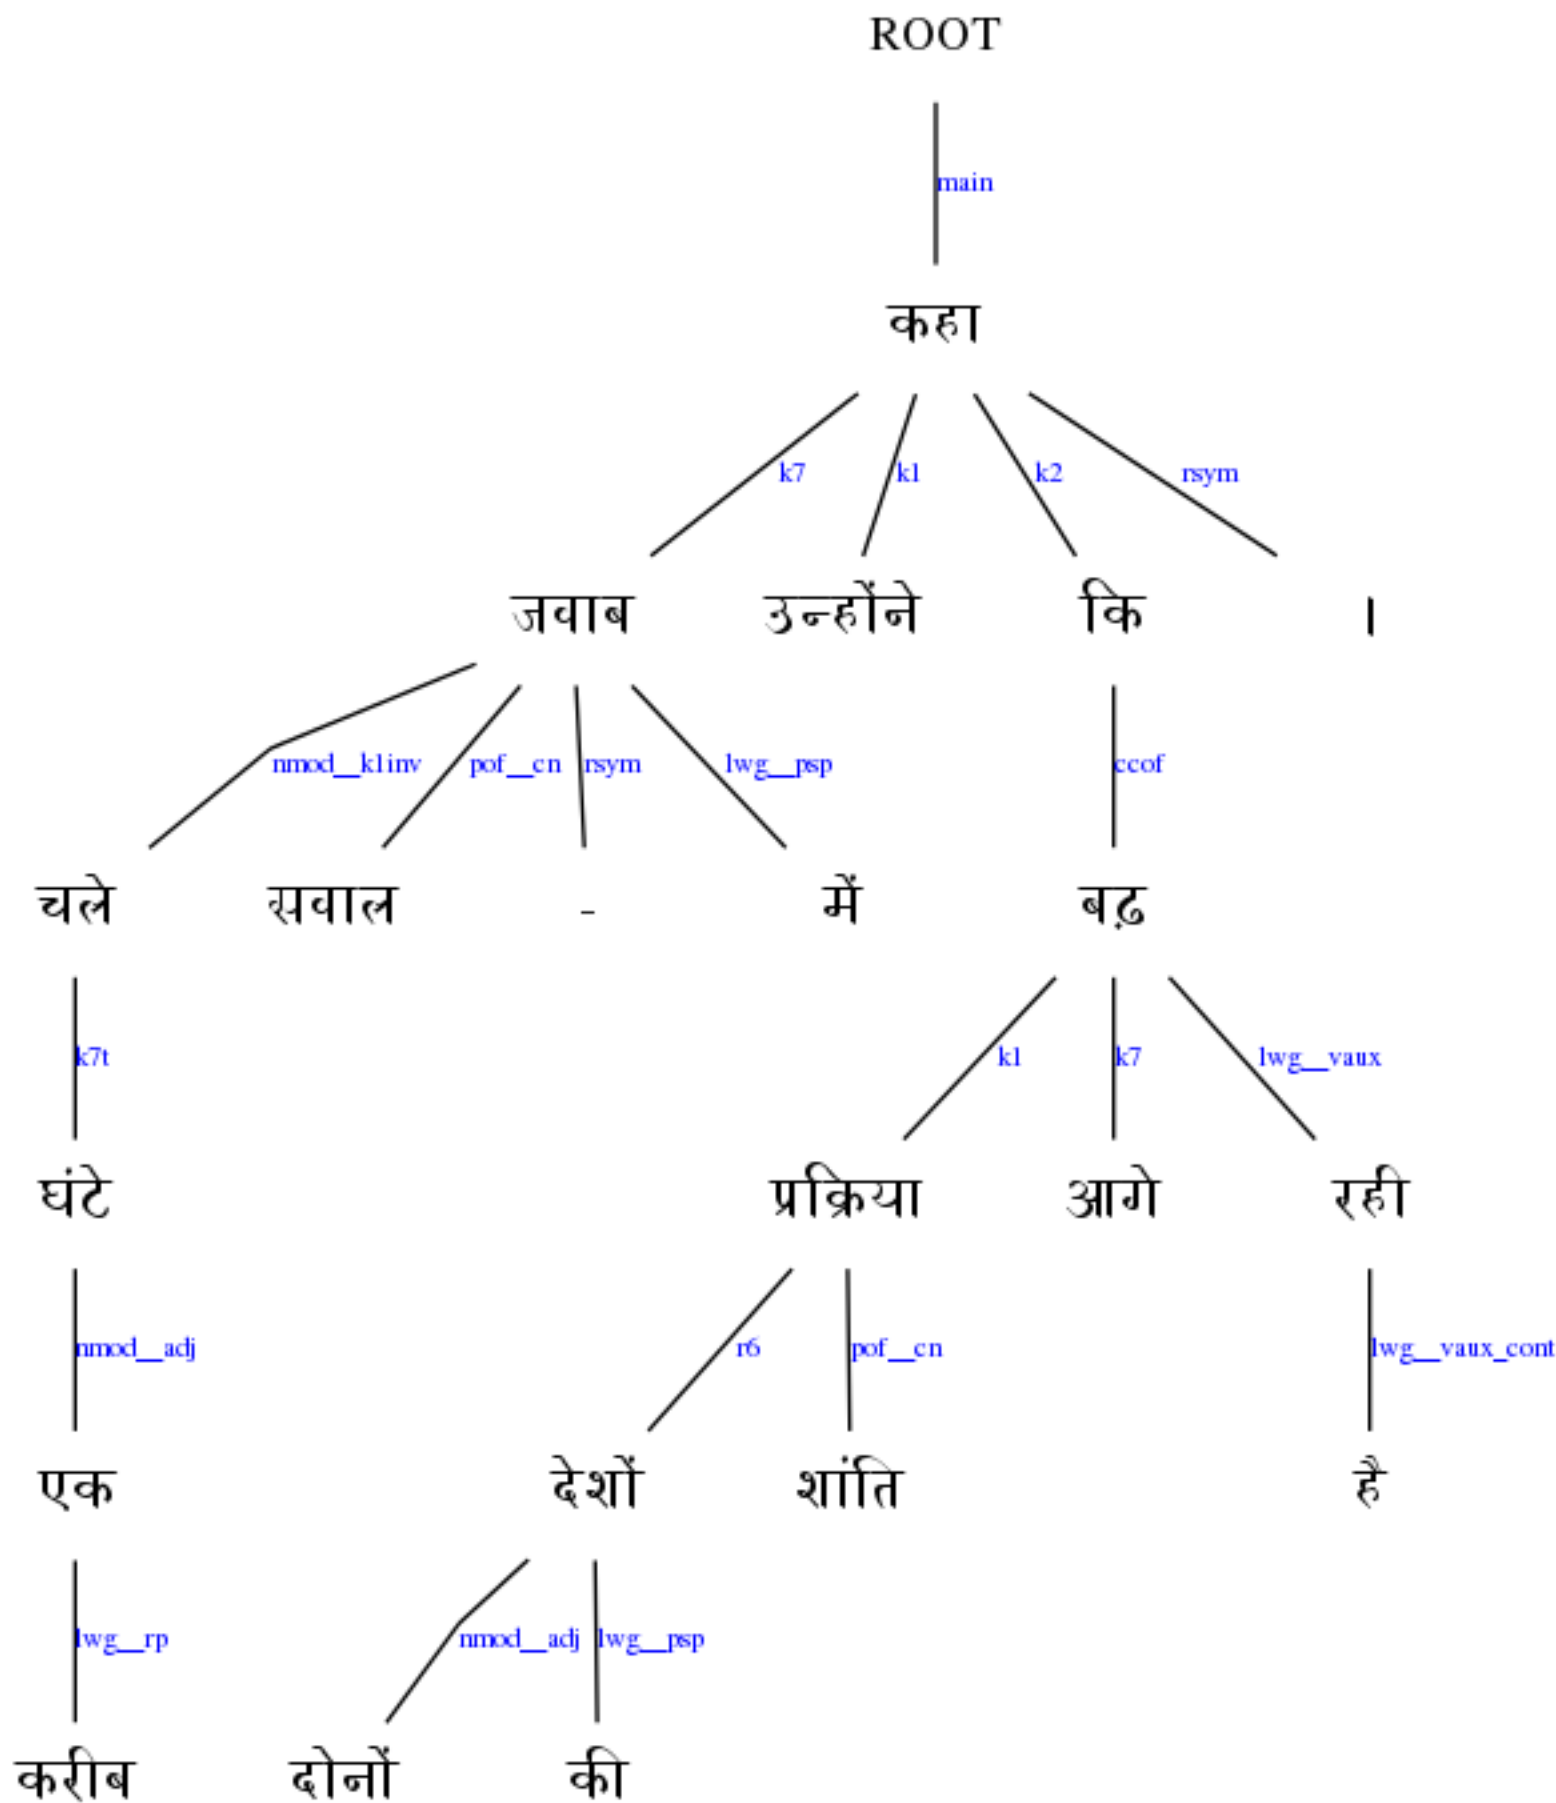 ROOT
main
कहा
k7 k1 k2 rsym
जवाब उन्होंने कि ।
nmod__k1inv pof__cn rsym lwg__psp ccof
चले सवाल - में बढ़
k7t k1 k7 lwg__vaux
घंटे प्रक्रिया आगे रही
nmod__adj r6 pof__cn lwg__vaux_cont
एक देशों शांति है
lwg__rp nmod__adj lwg__psp
करीब दोनों की